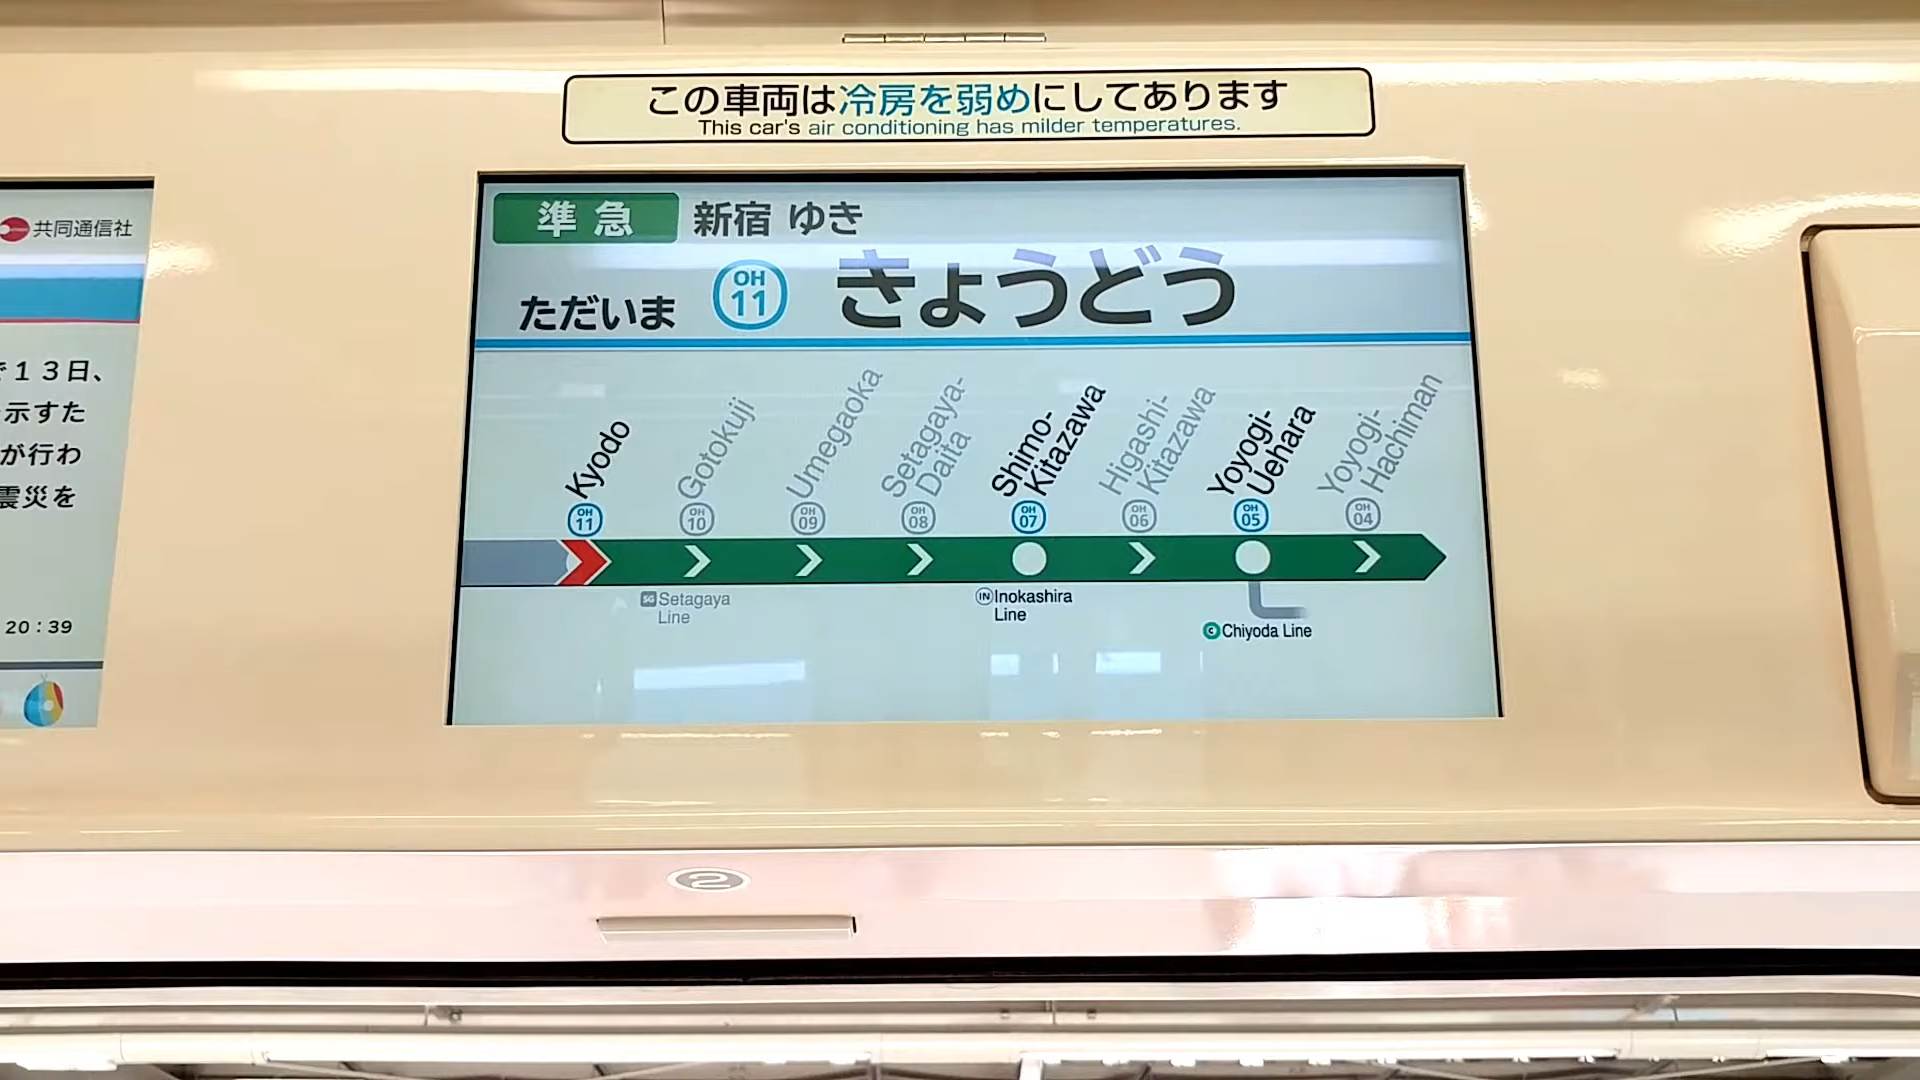 この車両は冷房を弱めにしてあります
This car's air conditioning has milder temperatures.
共同通信社
で13日、
示すた
が行わ
震災を
20:39
準急 新宿 ゆき
ただいま OH 11 きょうどう
Kyodo
Gotokuji
Umegaoka
Setagaya-
Daita
Shimo-
Kitazawa
Higashi-
Kitazawa
Yoyogi-
Uehara
Yoyogi-
Hachiman
OH 11
OH 10
OH 09
OH 08
OH 07
OH 06
OH 05
OH 04
SG Setagaya
Line
IN Inokashira
Line
C Chiyoda Line
2